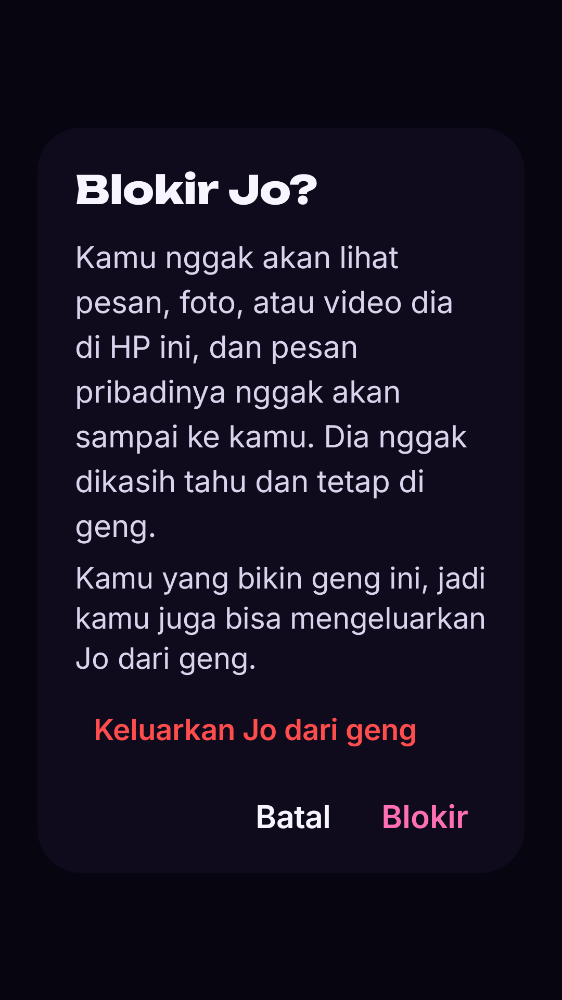 Blokir Jo?
Kamu nggak akan lihat
pesan, foto, atau video dia
di HP ini, dan pesan
pribadinya nggak akan
sampai ke kamu. Dia nggak
dikasih tahu dan tetap di
geng.
Kamu yang bikin geng ini, jadi
kamu juga bisa mengeluarkan
Jo dari geng.
Keluarkan Jo dari geng
Batal Blokir